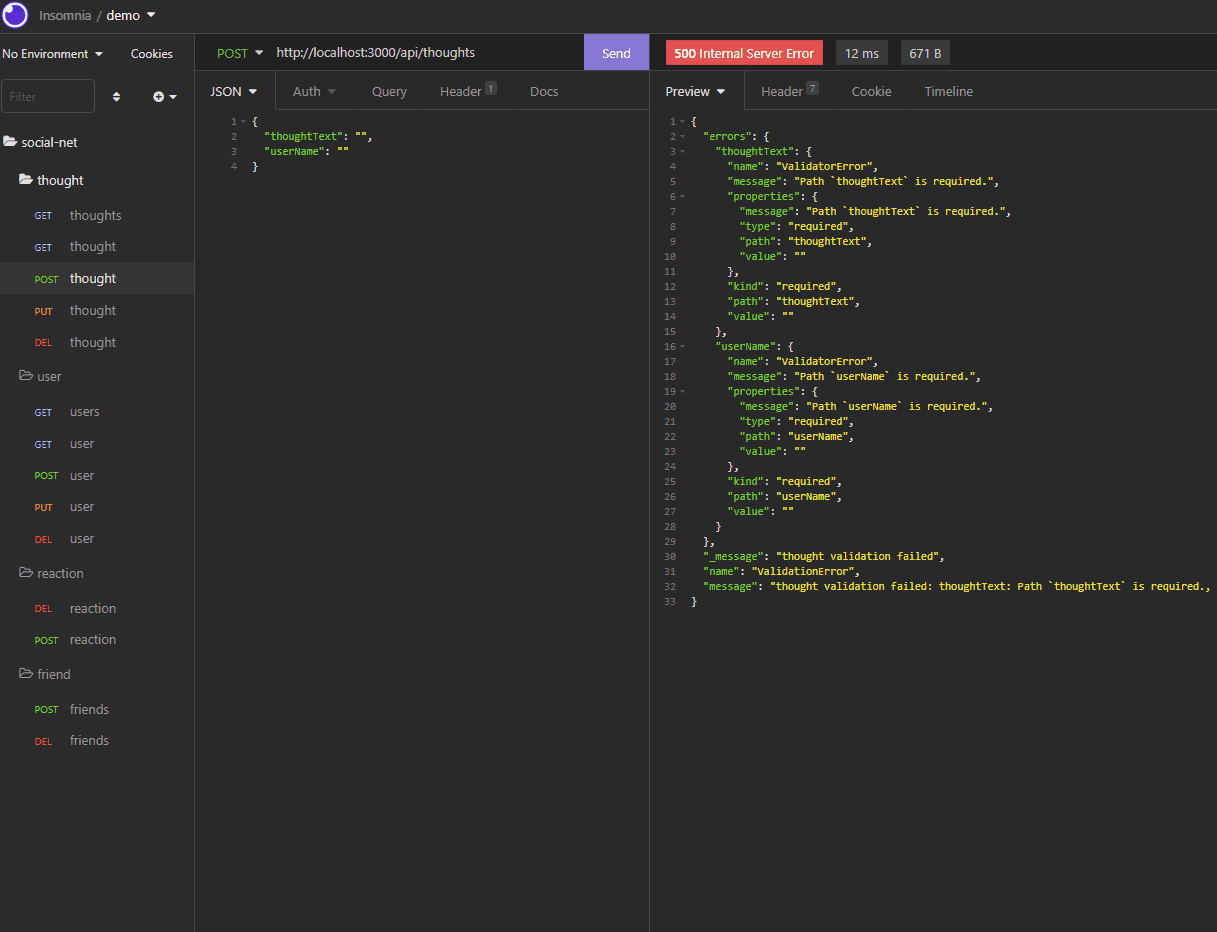 Insomnia / demo
No Environment
Cookies
Filter
social-net
thought
GET thoughts
GET thought
POST thought
PUT thought
DEL thought
user
GET users
GET user
POST user
PUT user
DEL user
reaction
DEL reaction
POST reaction
friend
POST friends
DEL friends
POST http://localhost:3000/api/thoughts Send
JSON Auth Query Header 1 Docs
1 {
2 "thoughtText": "",
3 "userName": ""
4 }
500 Internal Server Error 12 ms 671 B
Preview Header 7 Cookie Timeline
1 {
2 "errors": {
3 "thoughtText": {
4 "name": "ValidatorError",
5 "message": "Path `thoughtText` is required.",
6 "properties": {
7 "message": "Path `thoughtText` is required.",
8 "type": "required",
9 "path": "thoughtText",
10 "value": ""
11 },
12 "kind": "required",
13 "path": "thoughtText",
14 "value": ""
15 },
16 "userName": {
17 "name": "ValidatorError",
18 "message": "Path `userName` is required.",
19 "properties": {
20 "message": "Path `userName` is required.",
21 "type": "required",
22 "path": "userName",
23 "value": ""
24 },
25 "kind": "required",
26 "path": "userName",
27 "value": ""
28 }
29 },
30 "_message": "thought validation failed",
31 "name": "ValidationError",
32 "message": "thought validation failed: thoughtText: Path `thoughtText` is required.,
33 }